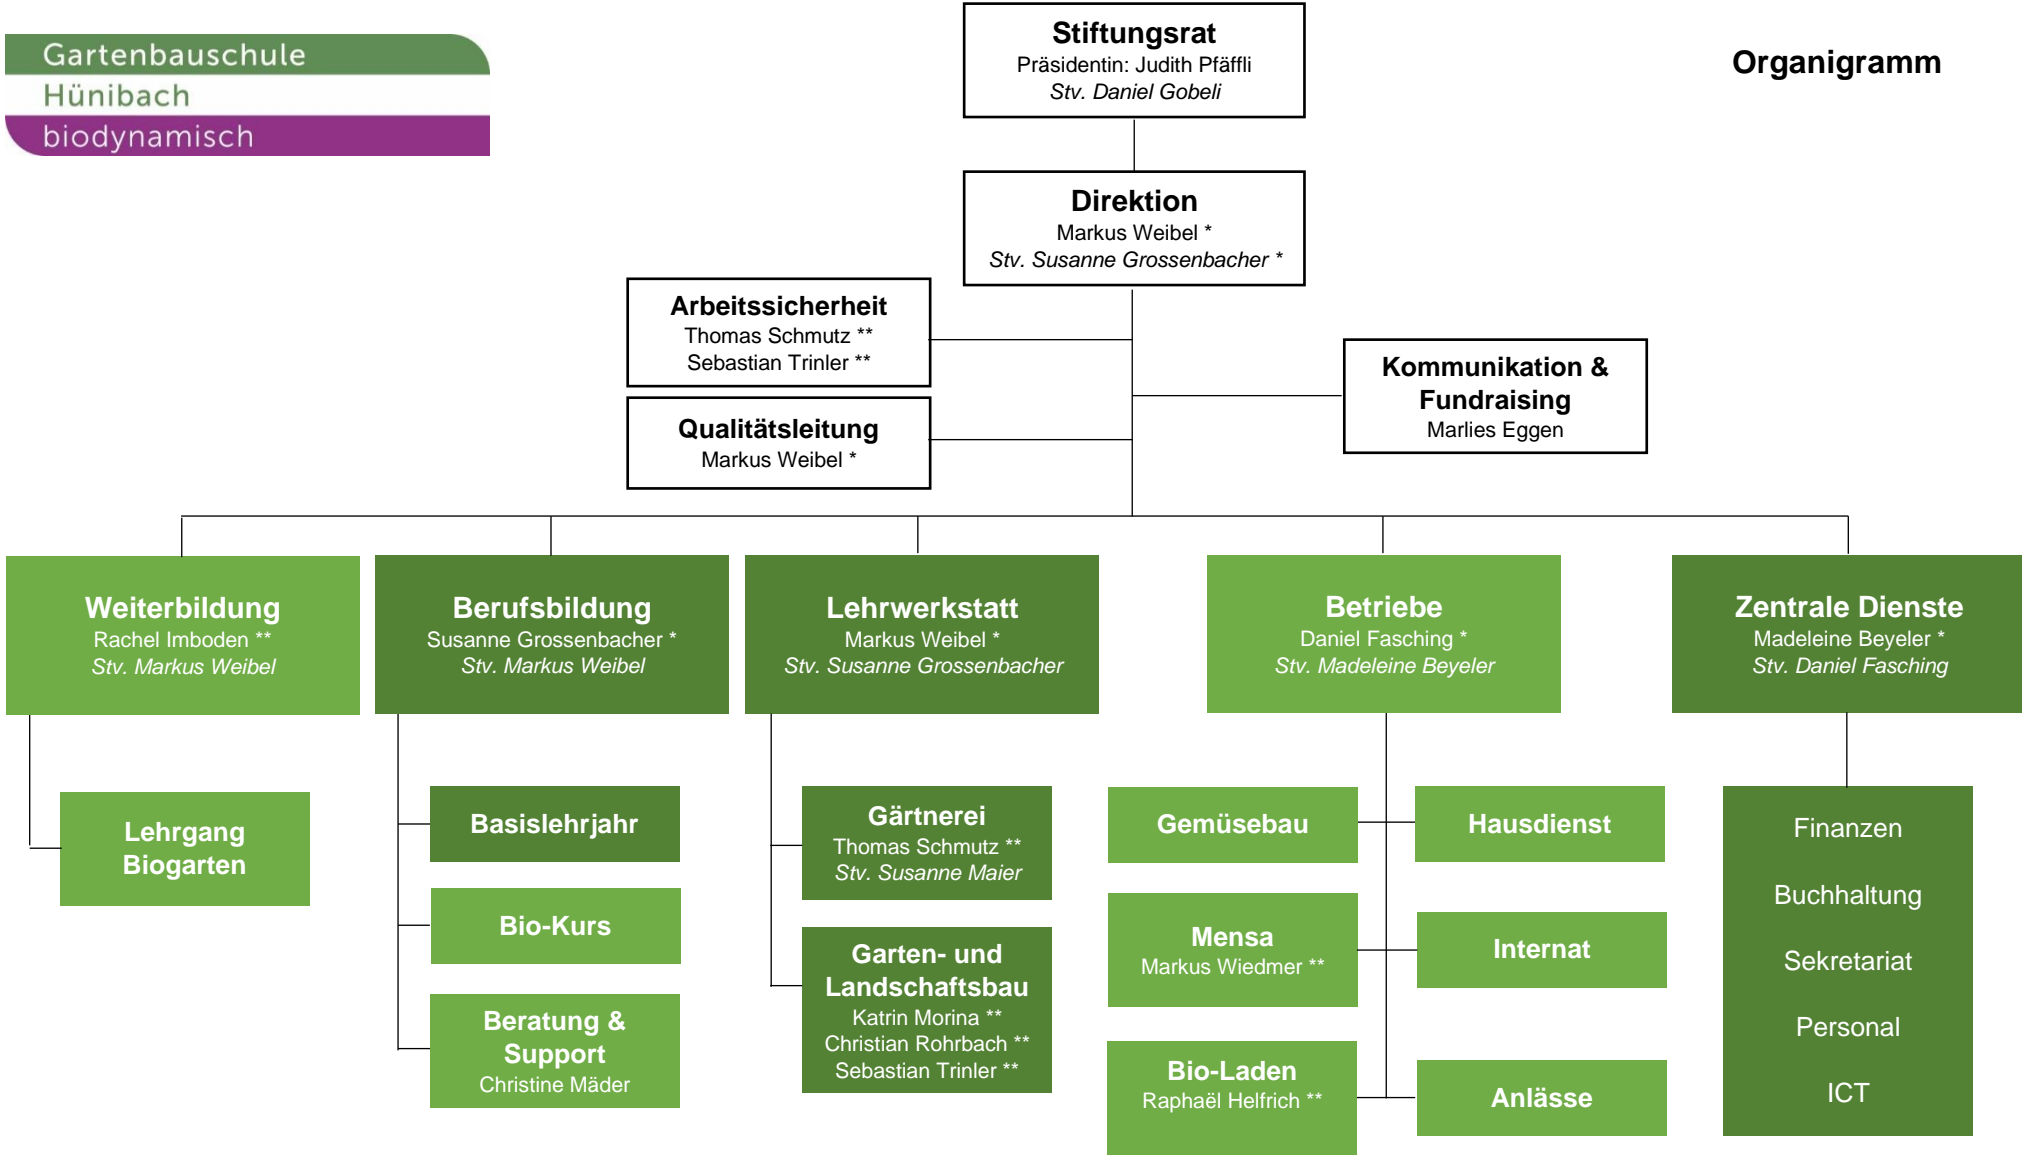 Gartenbauschule
Hünibach
biodynamisch
Organigramm
Stiftungsrat
Präsidentin: Judith Pfäffli
Stv. Daniel Gobeli
Direktion
Markus Weibel *
Stv. Susanne Grossenbacher *
Arbeitssicherheit
Thomas Schmutz **
Sebastian Trinler **
Qualitätsleitung
Markus Weibel *
Kommunikation &
Fundraising
Marlies Eggen
Weiterbildung
Rachel Imboden **
Stv. Markus Weibel
Berufsbildung
Susanne Grossenbacher *
Stv. Markus Weibel
Lehrwerkstatt
Markus Weibel *
Stv. Susanne Grossenbacher
Betriebe
Daniel Fasching *
Stv. Madeleine Beyeler
Zentrale Dienste
Madeleine Beyeler *
Stv. Daniel Fasching
Lehrgang
Biogarten
Basislehrjahr
Bio-Kurs
Beratung &
Support
Christine Mäder
Gärtnerei
Thomas Schmutz **
Stv. Susanne Maier
Garten- und
Landschaftsbau
Katrin Morina **
Christian Rohrbach **
Sebastian Trinler **
Gemüsebau
Mensa
Markus Wiedmer **
Bio-Laden
Raphaël Helfrich **
Hausdienst
Internat
Anlässe
Finanzen
Buchhaltung
Sekretariat
Personal
ICT